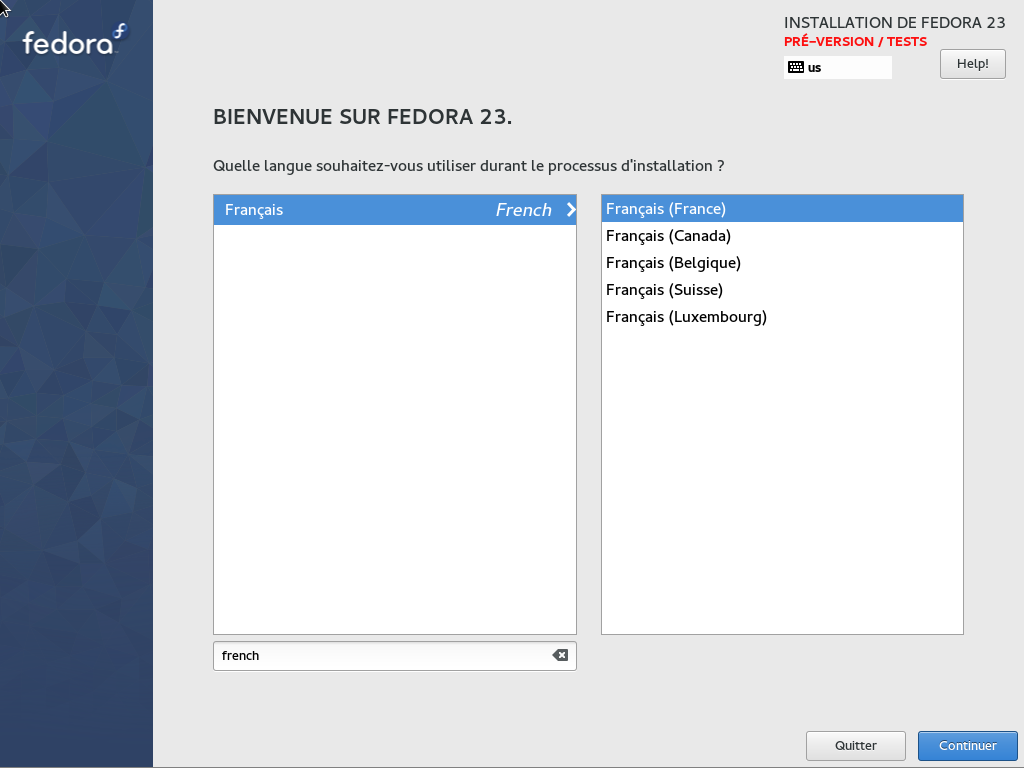 fedora
INSTALLATION DE FEDORA 23
PRÉ-VERSION / TESTS
us
Help!
BIENVENUE SUR FEDORA 23.
Quelle langue souhaitez-vous utiliser durant le processus d'installation ?
Français French
Français (France)
Français (Canada)
Français (Belgique)
Français (Suisse)
Français (Luxembourg)
french
Quitter
Continuer